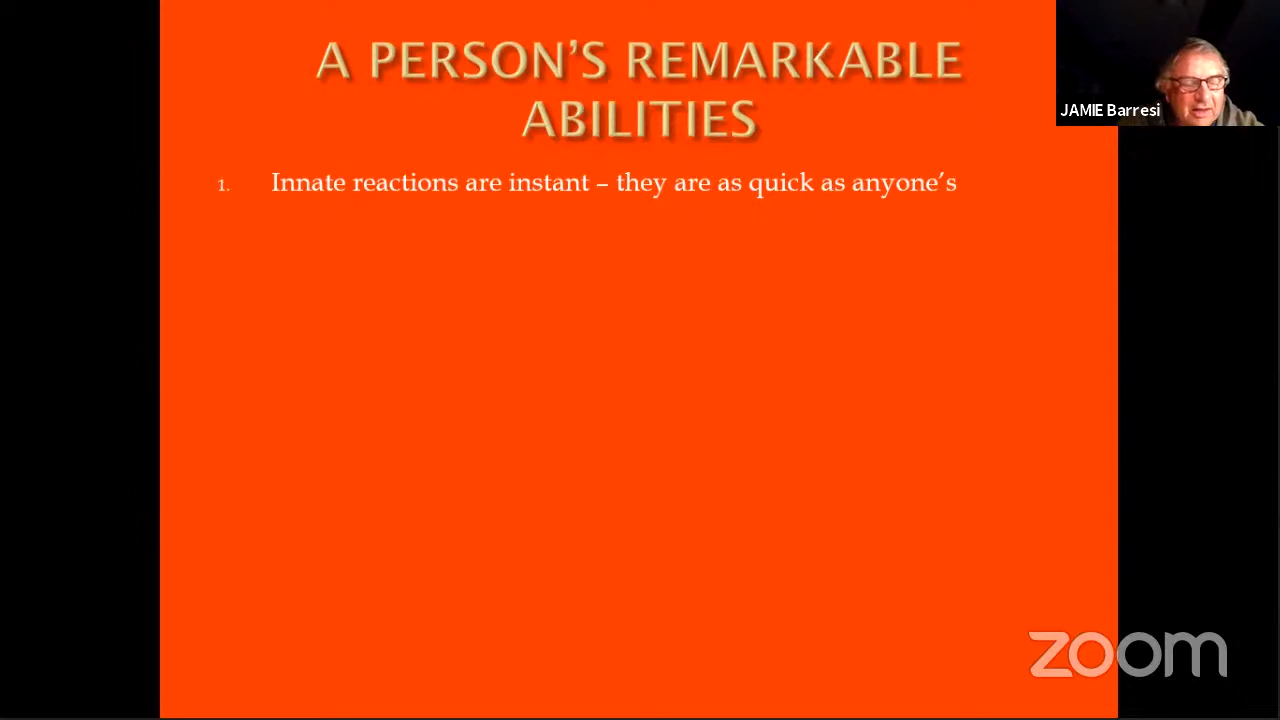 A PERSON’S REMARKABLE
ABILITIES
JAMIE Barresi
1. Innate reactions are instant – they are as quick as anyone’s
zoom